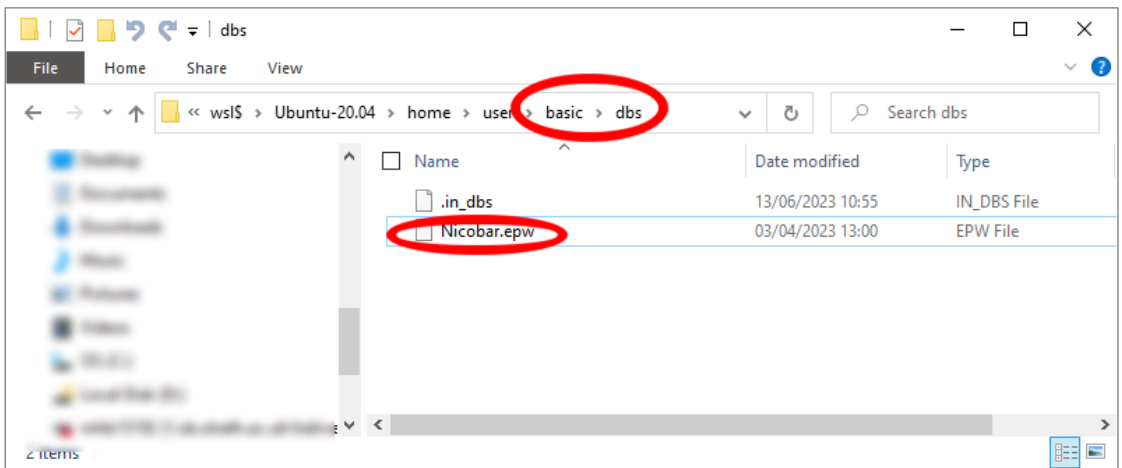 dbs
File Home Share View
« wsl$ > Ubuntu-20.04 > home > user > basic > dbs Search dbs
Name Date modified Type
.in_dbs 13/06/2023 10:55 IN_DBS File
Nicobar.epw 03/04/2023 13:00 EPW File
2 items